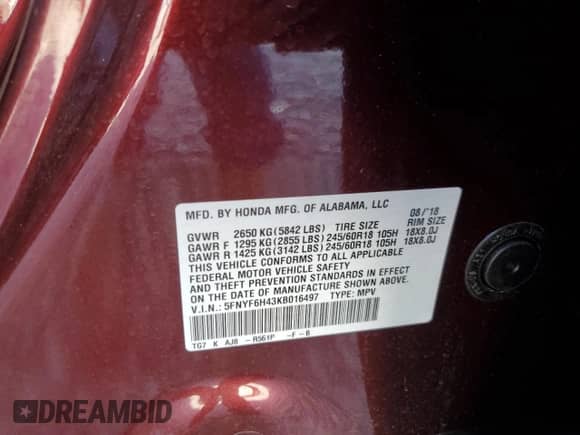 MFD. BY HONDA MFG. OF ALABAMA, LLC 08/'18
GVWR 2650 KG(5842 LBS) TIRE SIZE RIM SIZE
GAWR F 1295 KG(2855 LBS)245/60R18 105H 18X8.0J
GAWR R 1425 KG(3142 LBS)245/60R18 105H 18X8.0J
THIS VEHICLE CONFORMS TO ALL APPLICABLE
FEDERAL MOTOR VEHICLE SAFETY
AND THEFT PREVENTION STANDARDS IN EFFECT
ON THE DATE OF MANUFACTURE SHOWN ABOVE.
V.I.N.: 5FNYF6H43KB016497 TYPE: MPV
TG7 K AJ8 - R561P -F -B
DREAMBID